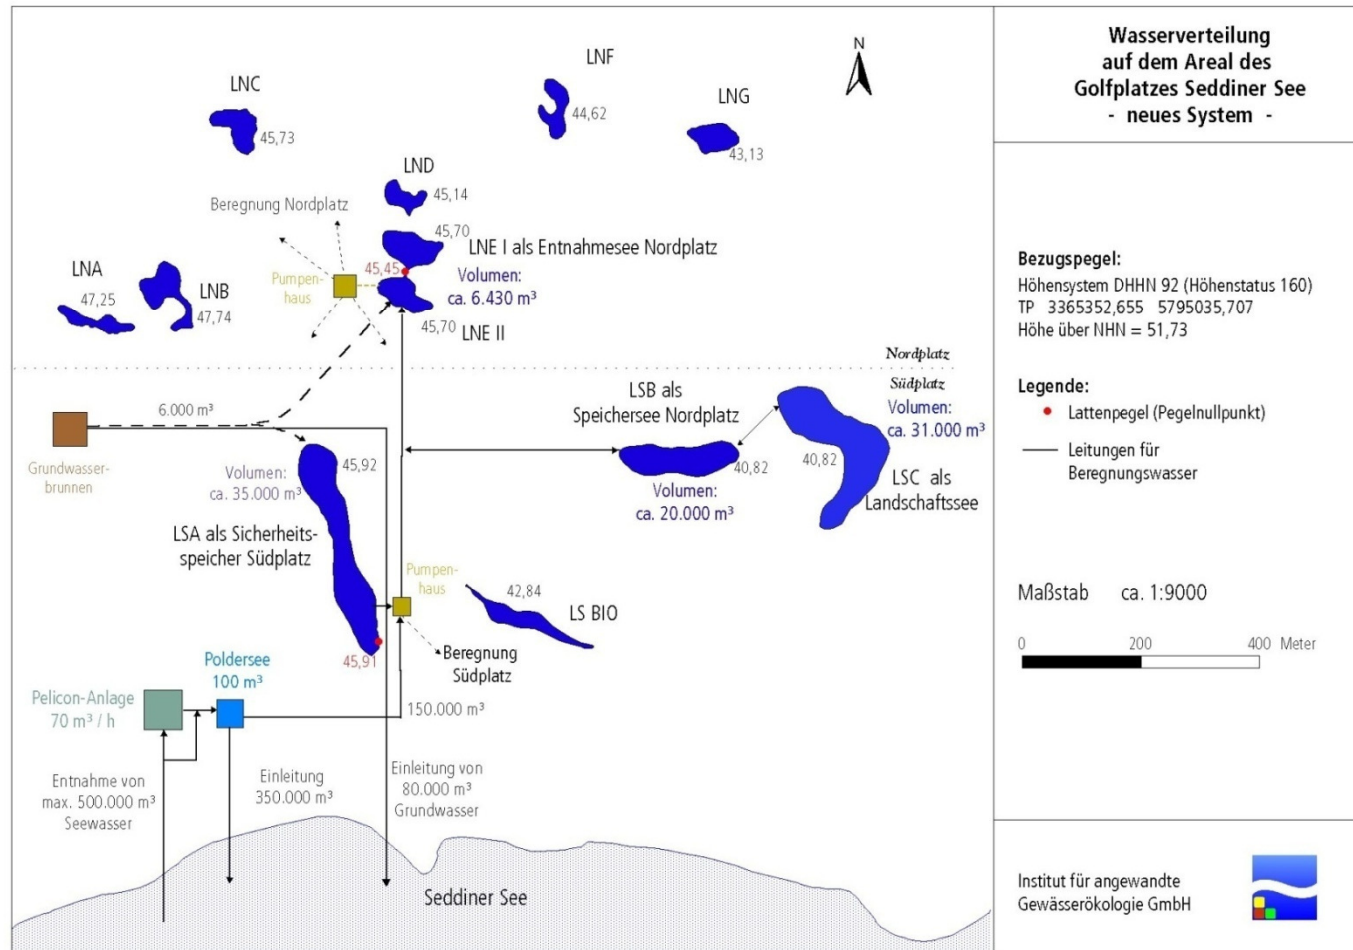 Wasserverteilung
auf dem Areal des
Golfplatzes Seddiner See
- neues System -
N
LNF
LNC
LNG
44,62
45,73
43,13
LND
45,14
Beregnung Nordplatz
45,70
LNE I als Entnahmesee Nordplatz
LNA
47,25
LNB
47,74
Pumpen-
haus
45,45
Volumen:
ca. 6.430 m³
45,70
LNE II
Nordplatz
Südplatz
6.000 m³
Grundwasser-
brunnen
LSB als
Speichersee Nordplatz
Volumen:
ca. 31.000 m³
Volumen:
ca. 35.000 m³
45,92
40,82
40,82
Volumen:
ca. 20.000 m³
LSC als
Landschaftssee
LSA als Sicherheits-
speicher Südplatz
Pumpen-
haus
42,84
LS BIO
45,91
Beregnung
Südplatz
Poldersee
100 m³
Pelicon-Anlage
70 m³ / h
150.000 m³
Entnahme von
max. 500.000 m³
Seewasser
Einleitung
350.000 m³
Einleitung von
80.000 m³
Grundwasser
Seddiner See
Bezugspegel:
Höhensystem DHHN 92 (Höhenstatus 160)
TP 3365352,655 5795035,707
Höhe über NHN = 51,73
Legende:
Lattenpegel (Pegelnullpunkt)
Leitungen für
Beregnungswasser
Maßstab ca. 1:9000
0 200 400 Meter
Institut für angewandte
Gewässerökologie GmbH